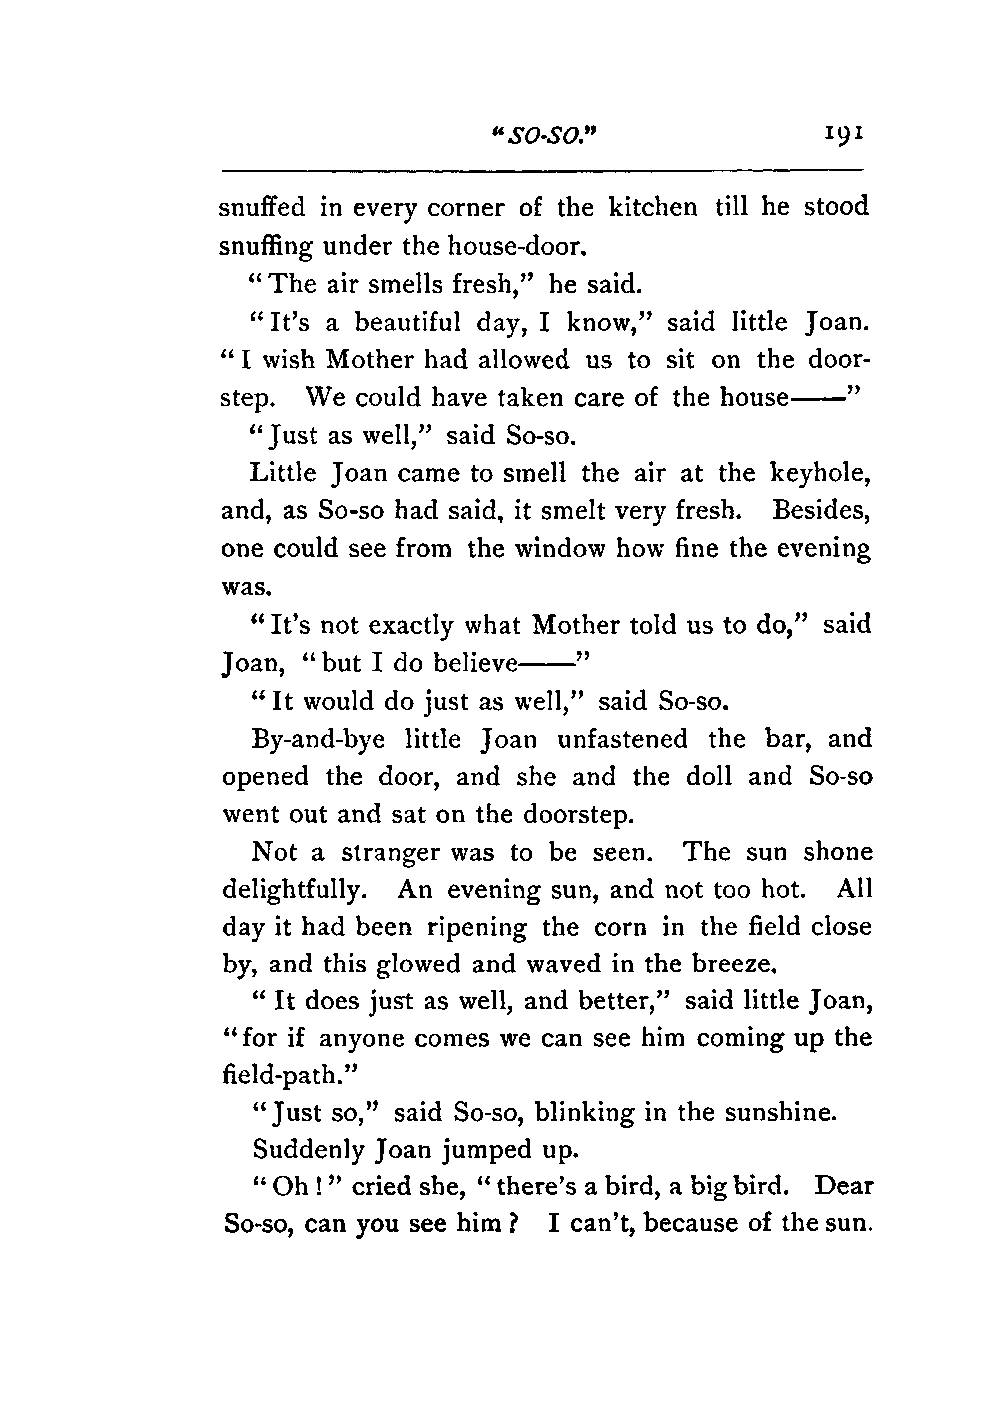 "SO-SO." 191
snuffed in every corner of the kitchen till he stood
snuffing under the house-door.
"The air smells fresh," he said.
"It's a beautiful day, I know," said little Joan.
"I wish Mother had allowed us to sit on the door-
step. We could have taken care of the house——"
"Just as well," said So-so.
Little Joan came to smell the air at the keyhole,
and, as So-so had said, it smelt very fresh. Besides,
one could see from the window how fine the evening
was.
"It's not exactly what Mother told us to do," said
Joan, "but I do believe——"
"It would do just as well," said So-so.
By-and-bye little Joan unfastened the bar, and
opened the door, and she and the doll and So-so
went out and sat on the doorstep.
Not a stranger was to be seen. The sun shone
delightfully. An evening sun, and not too hot. All
day it had been ripening the corn in the field close
by, and this glowed and waved in the breeze.
"It does just as well, and better," said little Joan,
"for if anyone comes we can see him coming up the
field-path."
"Just so," said So-so, blinking in the sunshine.
Suddenly Joan jumped up.
"Oh!" cried she, "there's a bird, a big bird. Dear
So-so, can you see him? I can't, because of the sun.